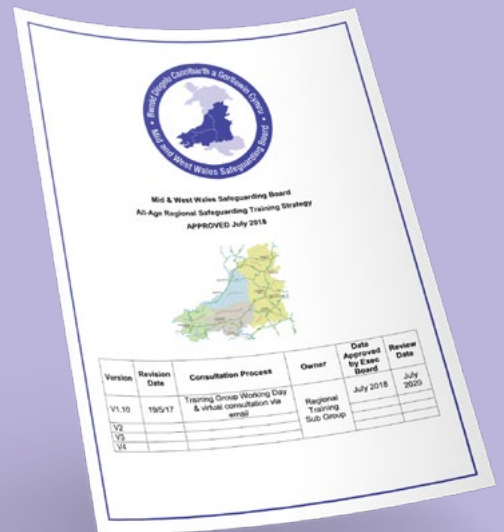 Bwrdd Diogelu Canolbarth a Gorllewin Cymru
Mid and West Wales Safeguarding Board
Mid & West Wales Safeguarding Board
All-Age Regional Safeguarding Training Strategy
APPROVED July 2018
Version Revision Date Consultation Process Owner Date Approved by Exec Board Review Date
V1.10 19/5/17 Training Group Working Day & virtual consultation via email Regional Training Sub Group July 2018 July 2020
V2
V3
V4